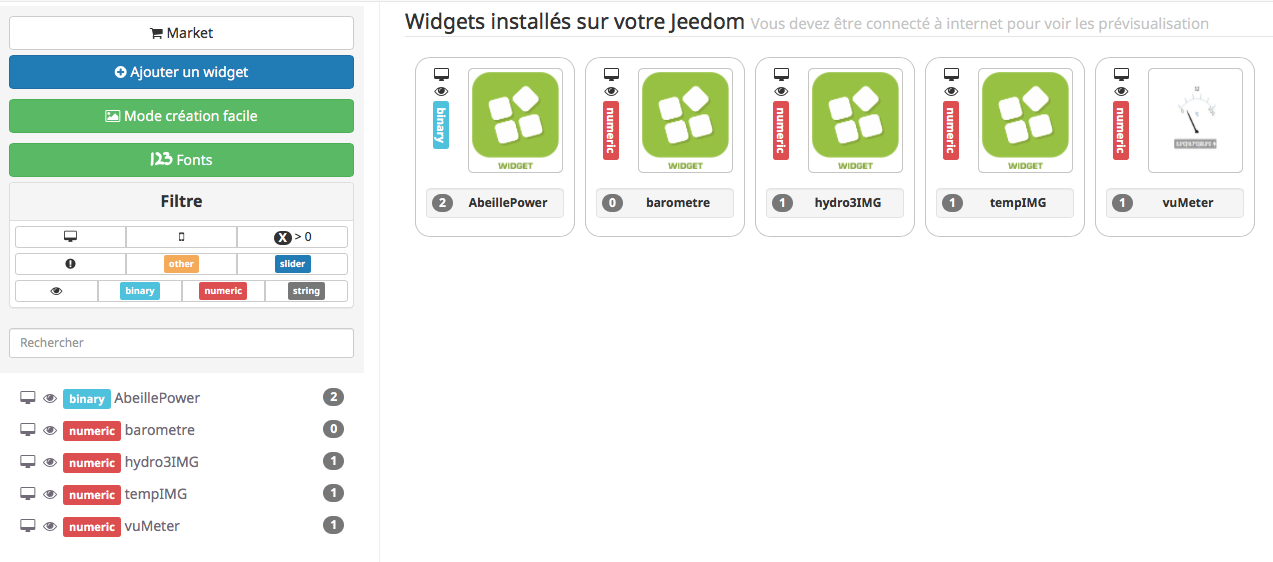 Market
Ajouter un widget
Mode création facile
123 Fonts
Filtre
X > 0
other slider
binary numeric string
Rechercher
binary AbeillePower 2
numeric barometre 0
numeric hydro3IMG 1
numeric tempIMG 1
numeric vuMeter 1
Widgets installés sur votre Jeedom Vous devez être connecté à internet pour voir les prévisualisation
binary
WIDGET
2 AbeillePower
numeric
WIDGET
0 barometre
numeric
WIDGET
1 hydro3IMG
numeric
WIDGET
1 tempIMG
numeric
1 vuMeter